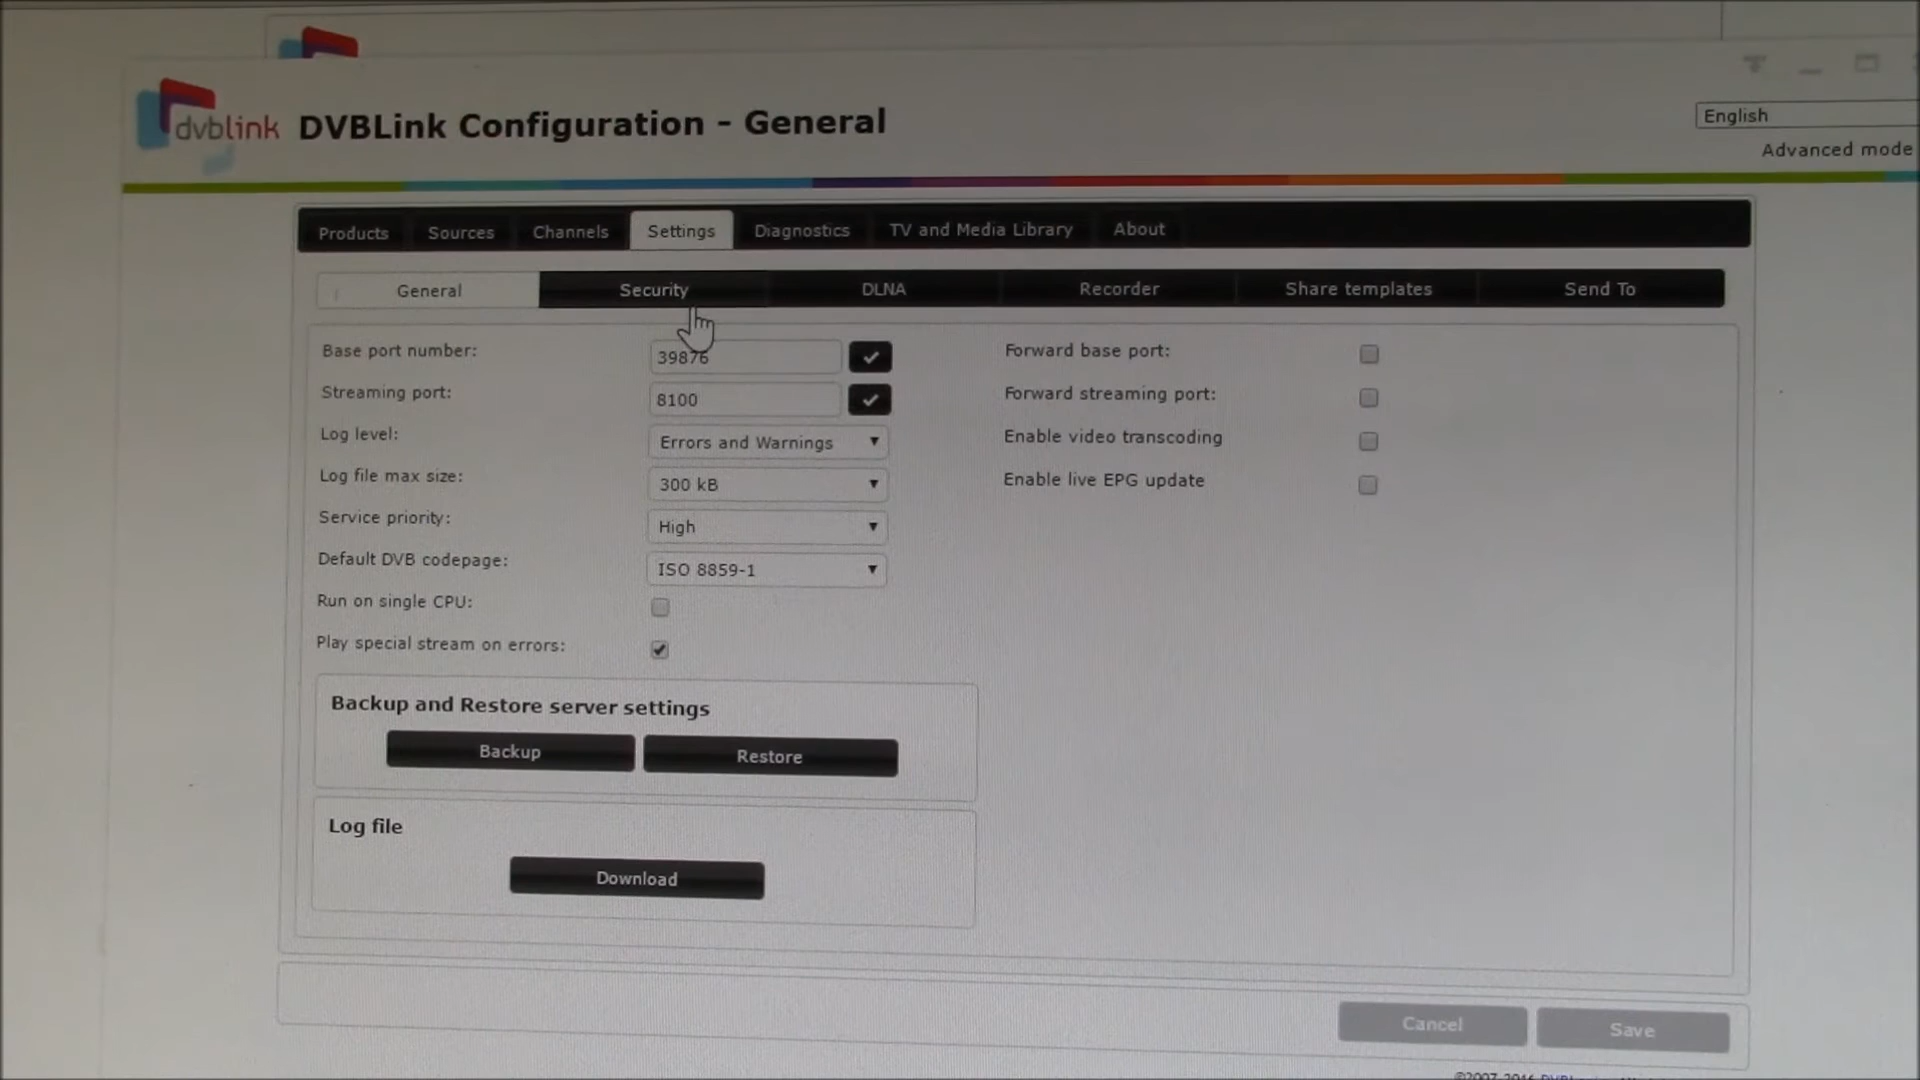 dvblink DVBLink Configuration - General
English
Advanced mode
Products Sources Channels Settings Diagnostics TV and Media Library About
General Security DLNA Recorder Share templates Send To
Base port number: 39876 Forward base port:
Streaming port: 8100 Forward streaming port:
Log level: Errors and Warnings Enable video transcoding
Log file max size: 300 kB Enable live EPG update
Service priority: High
Default DVB codepage: ISO 8859-1
Run on single CPU:
Play special stream on errors:
Backup and Restore server settings
Backup Restore
Log file
Download
Cancel Save